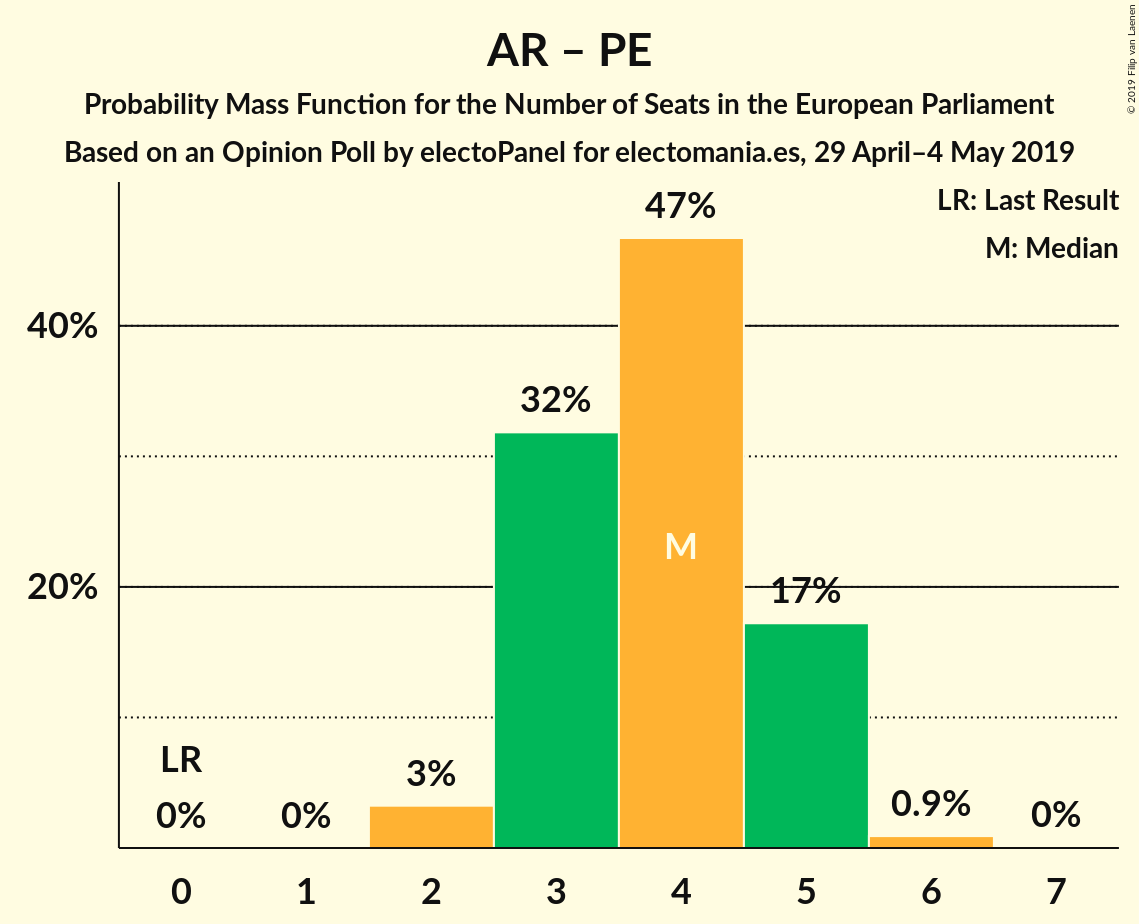 AR – PE
Probability Mass Function for the Number of Seats in the European Parliament
Based on an Opinion Poll by electoPanel for electomania.es, 29 April–4 May 2019
© 2019 Filip van Laenen
LR: Last Result
M: Median
40%
20%
LR
0%
0%
3%
32%
47%
M
17%
0.9%
0%
0 1 2 3 4 5 6 7